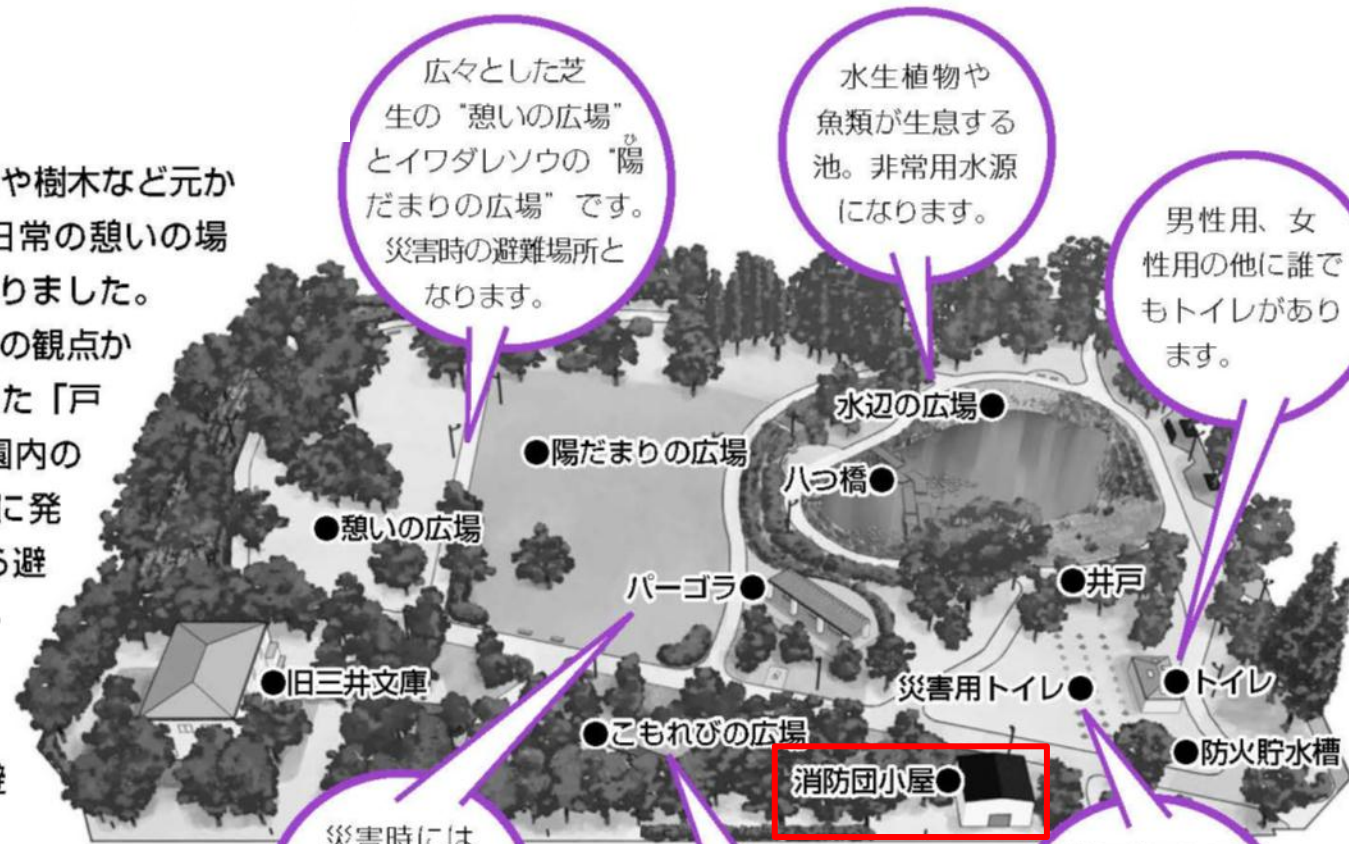 や樹木など元か
日常の憩いの場
りました。
の観点か
た「戸
園内の
に発
避
広々とした芝
生の“憩いの広場”
とイワダレソウの“陽
ひ
だまりの広場”です。
災害時の避難場所と
なります。
水生植物や
魚類が生息する
池。非常用水源
になります。
男性用、女
性用の他に誰で
もトイレがあり
ます。
水辺の広場●
●陽だまりの広場
八つ橋●
●憩いの広場
パーゴラ●
●井戸
●旧三井文庫
災害用トイレ●
●トイレ
●こもれびの広場
●防火貯水槽
消防団小屋●
災害時には